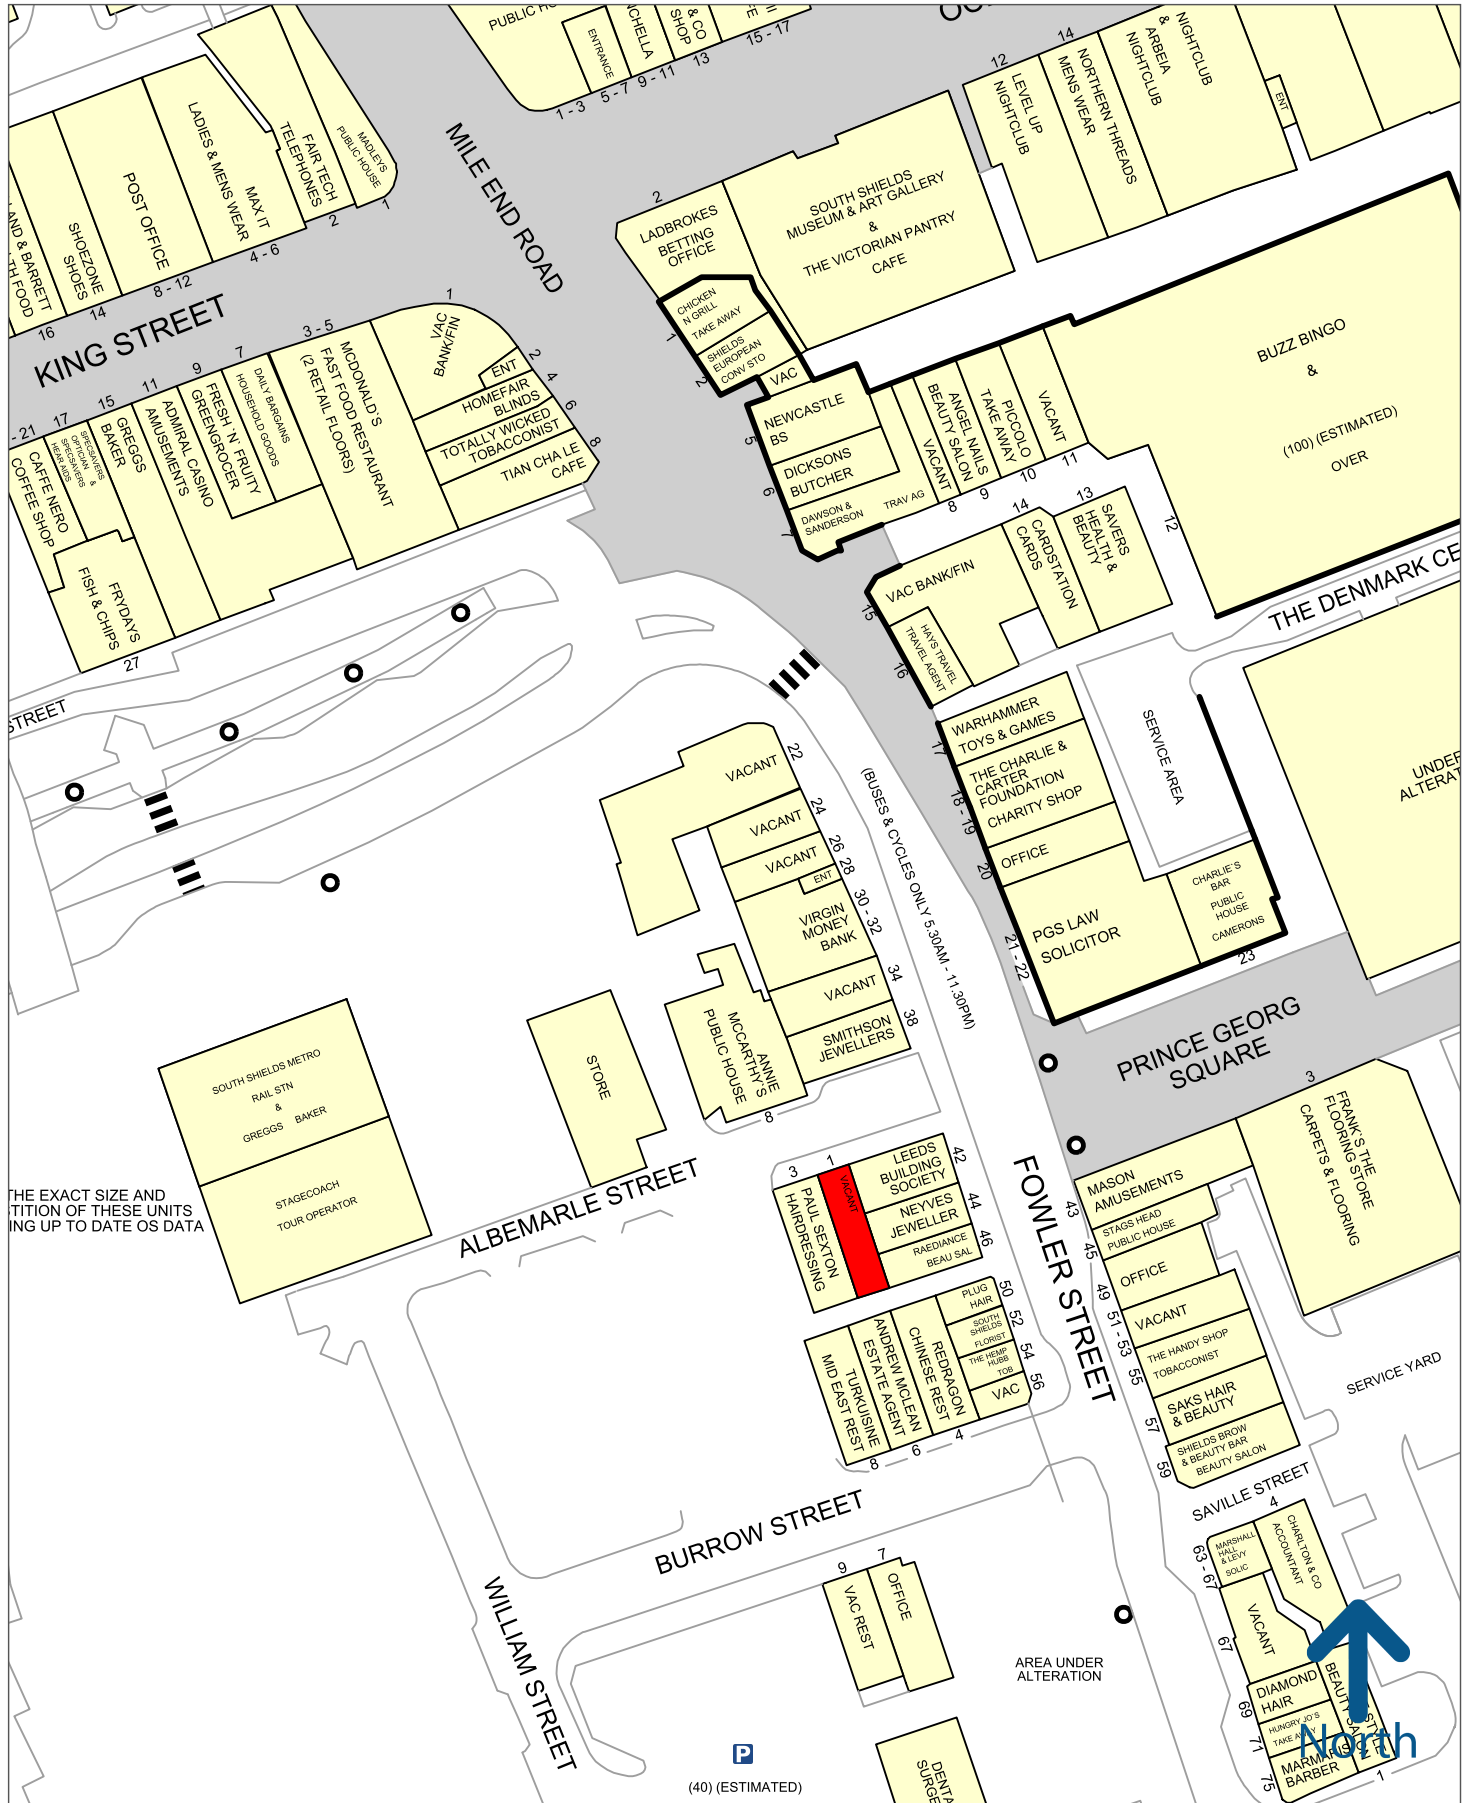 PUBLIC
ENTRANCE
& CO
SHOP
1 - 3
5 - 7
9 - 11
13
15 - 17
12
LEVEL UP
NIGHTCLUB
14
NORTHERN THREADS
MENS WEAR
&
ARBEIA
NIGHTCLUB
NIGHTCLUB
ENT
LADIES & MENS WEAR
MAX IT
4 - 6
FAIR TECH
TELEPHONES
2
MADLEYS
PUBLIC HOUSE
1
POST OFFICE
8 - 12
SHOEZONE
SHOES
14
LAND & BARRETT
TH FOOD
16
MILE END ROAD
KING STREET
2
LADBROKES
BETTING
OFFICE
SOUTH SHIELDS
MUSEUM & ART GALLERY
&
THE VICTORIAN PANTRY
CAFE
CHICKEN
N GRILL
TAKE AWAY
1
SHIELDS
EUROPEAN
CONV STO
2
VAC
NEWCASTLE
BS
5
DICKSONS
BUTCHER
6
DAWSON &
SANDERSON
TRAV AG
7
VACANT
8
ANGEL NAILS
BEAUTY SALON
9
PICCOLO
TAKE AWAY
10
VACANT
11
BUZZ BINGO
&
(100) (ESTIMATED)
OVER
12
13
SAVERS
HEALTH &
BEAUTY
14
CARDSTATION
CARDS
VAC BANK/FIN
15
HAYS TRAVEL
TRAVEL AGENT
16
THE DENMARK CE
UNDER
ALTERAT
1
VAC
BANK/FIN
ENT
2
HOMEFAIR
BLINDS
4
TOTALLY WICKED
TOBACCONIST
6
TIAN CHA LE
CAFE
8
3 - 5
MCDONALD`S
FAST FOOD RESTAURANT
(2 RETAIL FLOORS)
7
DAILY BARGAINS
HOUSEHOLD GOODS
9
FRESH `N` FRUITY
GREENGROCER
11
ADMIRAL CASINO
AMUSEMENTS
15
GREGGS
BAKER
17
SPECSAVERS
OPTICIAN
&
SPECSAVERS
HEAR AIDS
- 21
CAFFE NERO
COFFEE SHOP
FRYDAYS
FISH & CHIPS
27
STREET
WARHAMMER
TOYS & GAMES
17
THE CHARLIE &
CARTER
FOUNDATION
CHARITY SHOP
18 - 19
OFFICE
20
PGS LAW
SOLICITOR
21 - 22
SERVICE AREA
CHARLIE`S
BAR
PUBLIC
HOUSE
CAMERONS
23
(BUSES & CYCLES ONLY 5.30AM - 11.30PM)
VACANT
22
VACANT
24
VACANT
26
ENT
28
VIRGIN
MONEY
BANK
30 - 32
VACANT
34
SMITHSON
JEWELLERS
38
ANNIE
MCCARTHY`S
PUBLIC HOUSE
8
STORE
SOUTH SHIELDS METRO
RAIL STN
&
GREGGS BAKER
STAGECOACH
TOUR OPERATOR
THE EXACT SIZE AND
TITION OF THESE UNITS
ING UP TO DATE OS DATA
ALBEMARLE STREET
PRINCE GEORG
SQUARE
3
FRANK`S THE
FLOORING STORE
CARPETS & FLOORING
3
PAUL SEXTON
HAIRDRESSING
1
VACANT
LEEDS
BUILDING
SOCIETY
42
NEYVES
JEWELLER
44
RAEDIANCE
BEAU SAL
46
FOWLER STREET
MASON
AMUSEMENTS
43
STAGS HEAD
PUBLIC HOUSE
45
OFFICE
49
VACANT
51 - 53
THE HANDY SHOP
TOBACCONIST
55
SAKS HAIR
& BEAUTY
57
SHIELDS BROW
& BEAUTY BAR
BEAUTY SALON
59
SERVICE YARD
PLUG
HAIR
50
SOUTH
SHIELDS
FLORIST
52
THE HEMP
HUBB
TOB
54
VAC
56
REDRAGON
CHINESE REST
4
ANDREW MCLEAN
ESTATE AGENT
6
TURKUISINE
MID EAST REST
8
BURROW STREET
SAVILLE STREET
4
CHARLTON & CO
ACCOUNTANT
MARSHALL
HALL
& LEVY
SOLIC
63 - 67
VACANT
67
DIAMOND
HAIR
69
HUNGRY JO`S
TAKE AWAY
71
MARMARIS
BARBER
75
1
North
9
VAC REST
7
OFFICE
WILLIAM STREET
AREA UNDER
ALTERATION
P
(40) (ESTIMATED)